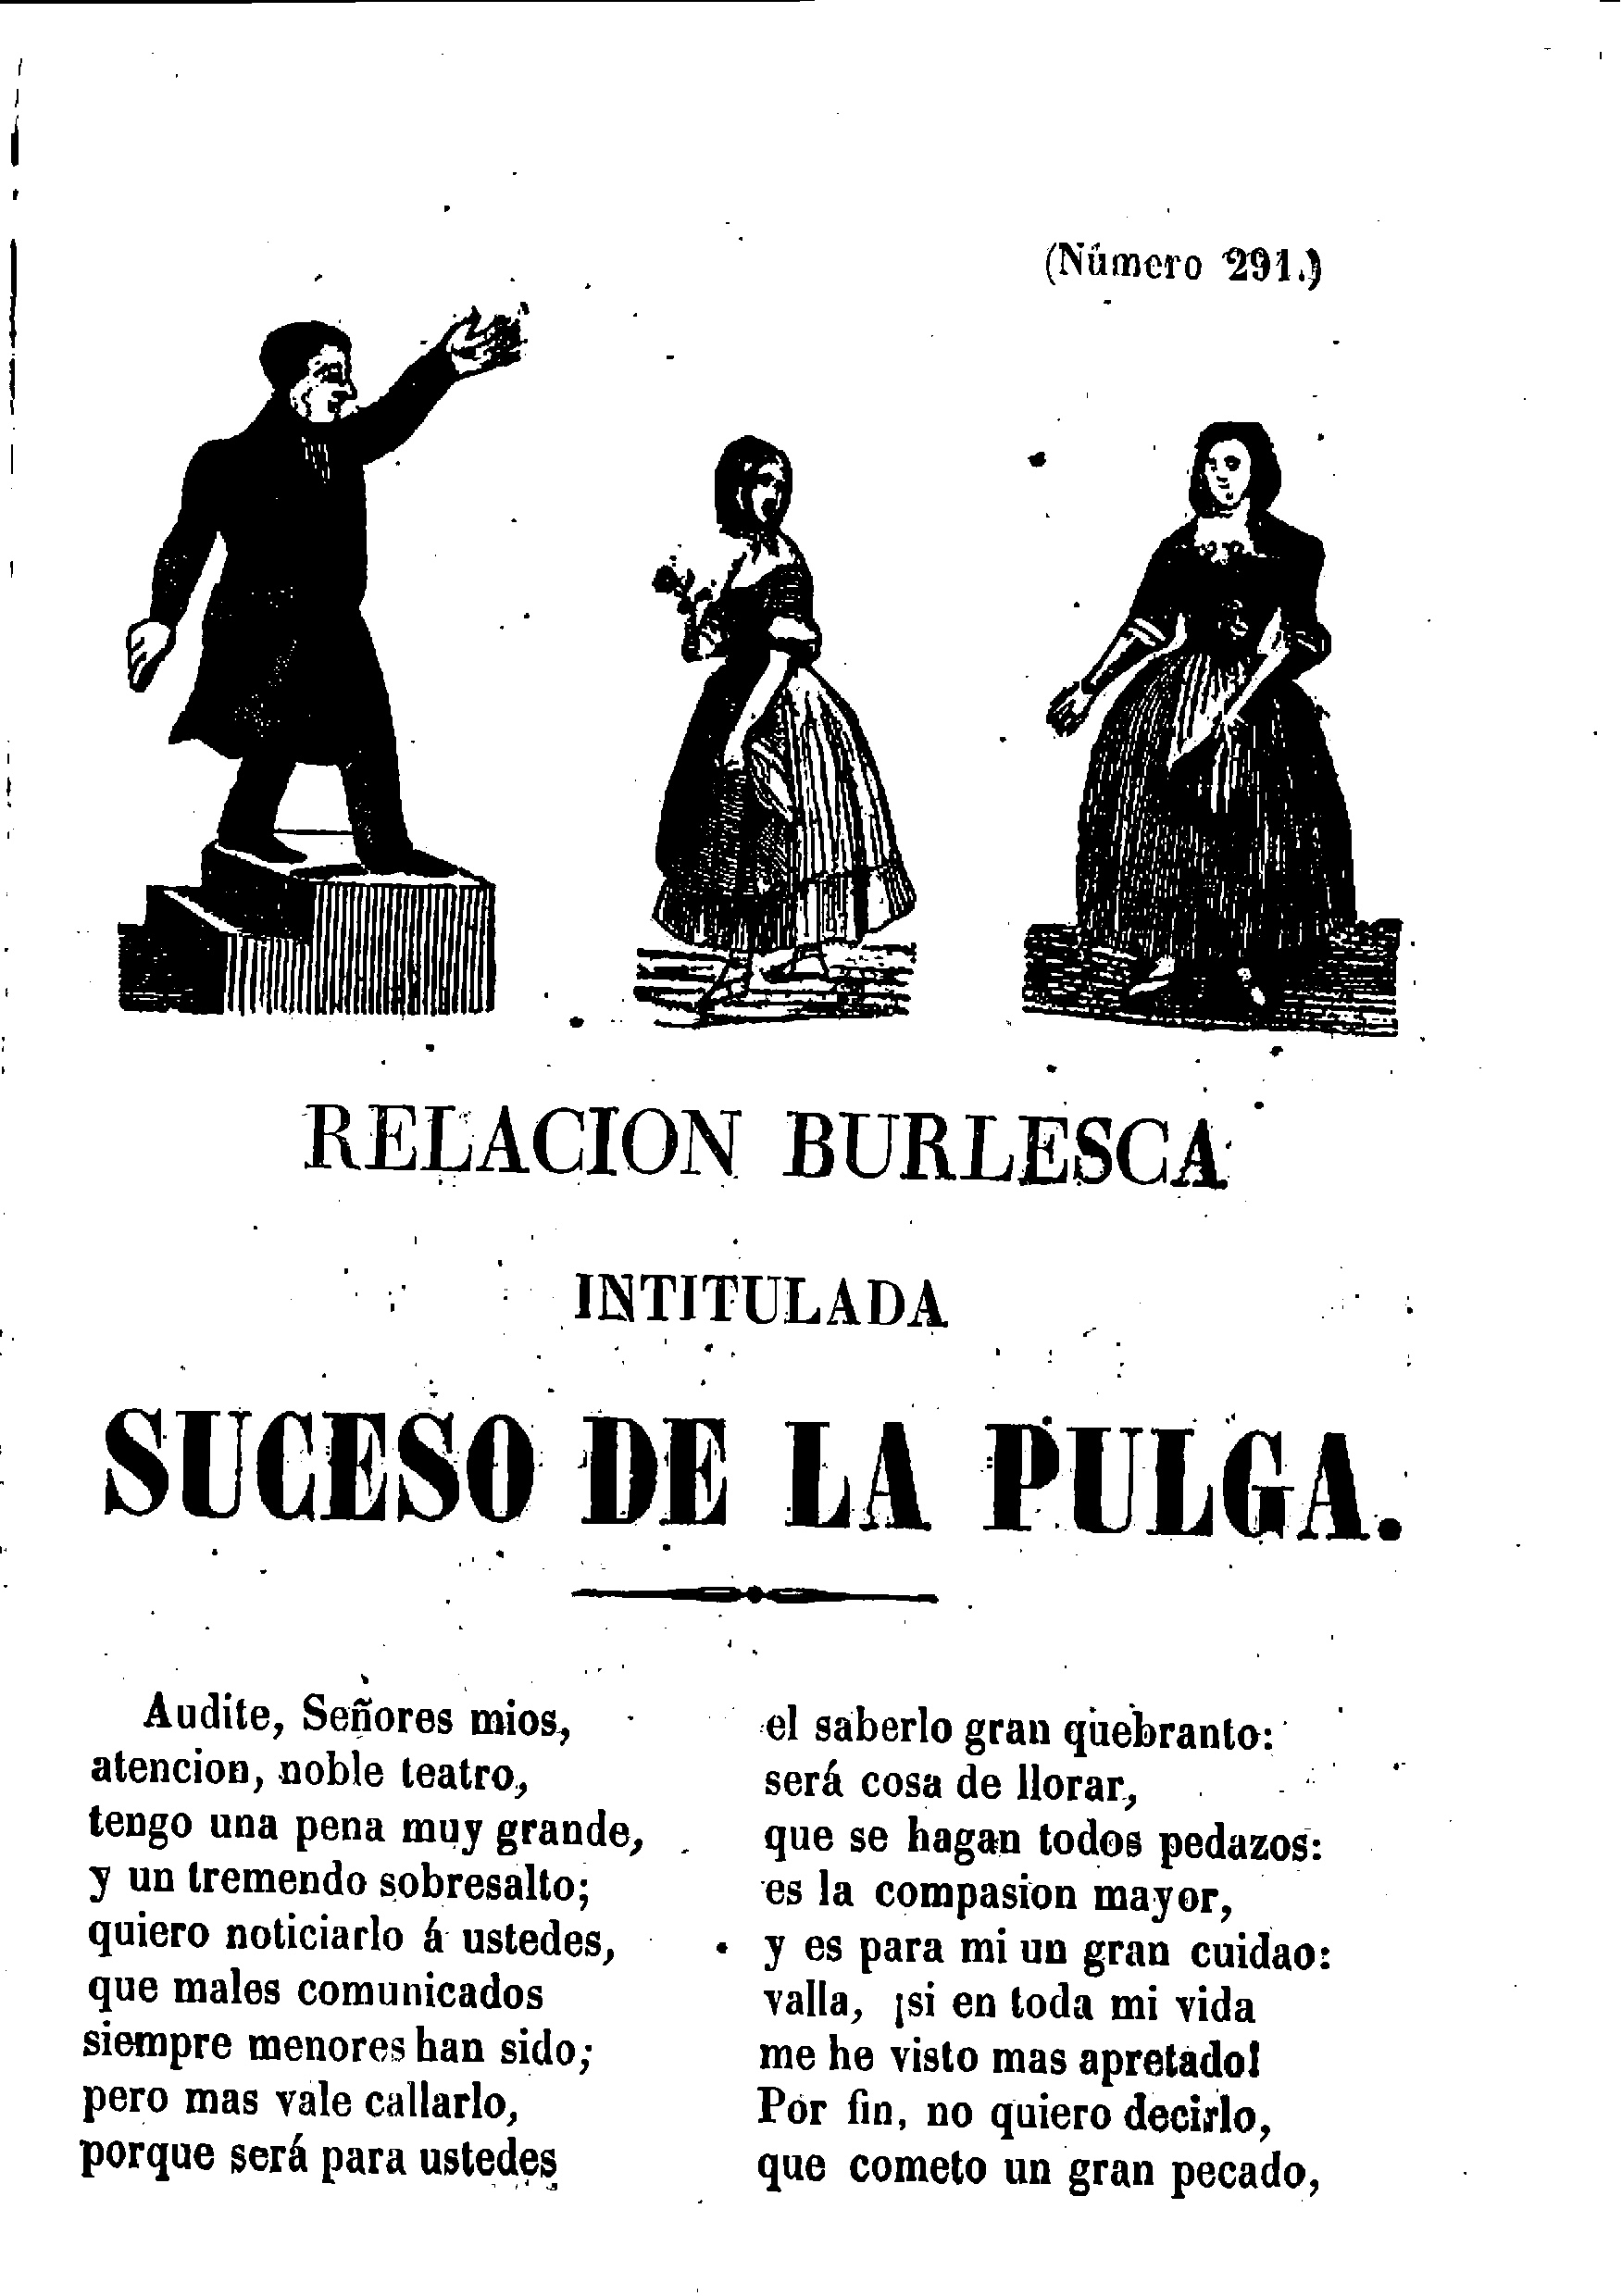 (Número 291.)
RELACION BURLESCA
INTITULADA
SUCESO DE LA PULGA.
Audite, Señores mios,
atencion, noble teatro,
tengo una pena muy grande,
y un tremendo sobresalto;
quiero noticiarlo á ustedes,
que males comunicados
siempre menores han sido;
pero mas vale callarlo,
porque será para ustedes
el saberlo gran quebranto:
será cosa de llorar,
que se hagan todos pedazos:
es la compasion mayor,
y es para mi un gran cuidao:
valla, ¡si en toda mi vida
me he visto mas apretado!
Por fin, no quiero decirlo,
que cometo un gran pecado,